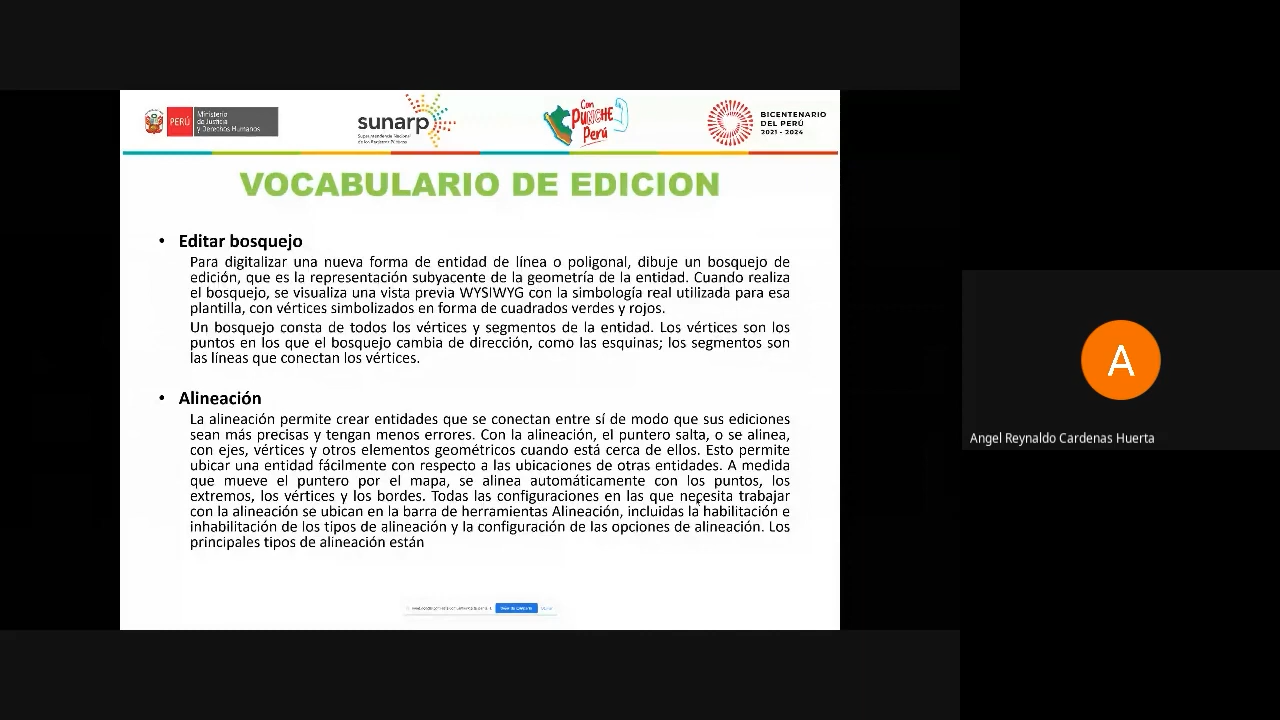 PERÚ
Ministerio
de Justicia
y Derechos Humanos
sunarp
Superintendencia Nacional
de los Registros Públicos
Con
PUNCHE
Perú
BICENTENARIO
DEL PERÚ
2021 - 2024
VOCABULARIO DE EDICION
• Editar bosquejo
Para digitalizar una nueva forma de entidad de línea o poligonal, dibuje un bosquejo de
edición, que es la representación subyacente de la geometría de la entidad. Cuando realiza
el bosquejo, se visualiza una vista previa WYSIWYG con la simbología real utilizada para esa
plantilla, con vértices simbolizados en forma de cuadrados verdes y rojos.
Un bosquejo consta de todos los vértices y segmentos de la entidad. Los vértices son los
puntos en los que el bosquejo cambia de dirección, como las esquinas; los segmentos son
las líneas que conectan los vértices.
• Alineación
La alineación permite crear entidades que se conectan entre sí de modo que sus ediciones
sean más precisas y tengan menos errores. Con la alineación, el puntero salta, o se alinea,
con ejes, vértices y otros elementos geométricos cuando está cerca de ellos. Esto permite
ubicar una entidad fácilmente con respecto a las ubicaciones de otras entidades. A medida
que mueve el puntero por el mapa, se alinea automáticamente con los puntos, los
extremos, los vértices y los bordes. Todas las configuraciones en las que necesita trabajar
con la alineación se ubican en la barra de herramientas Alineación, incluidas la habilitación e
inhabilitación de los tipos de alineación y la configuración de las opciones de alineación. Los
principales tipos de alineación están
A
Angel Reynaldo Cardenas Huerta